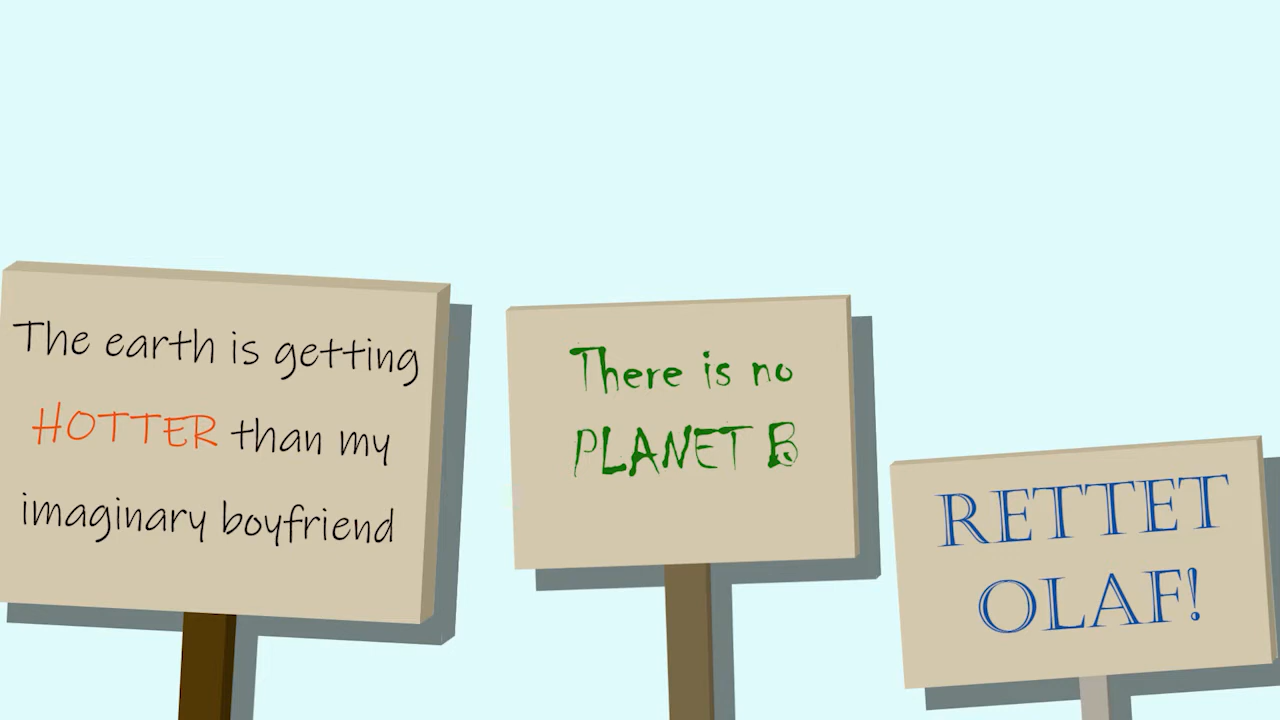 The earth is getting
HOTTER than my
imaginary boyfriend
There is no
PLANET B
RETTET
OLAF!